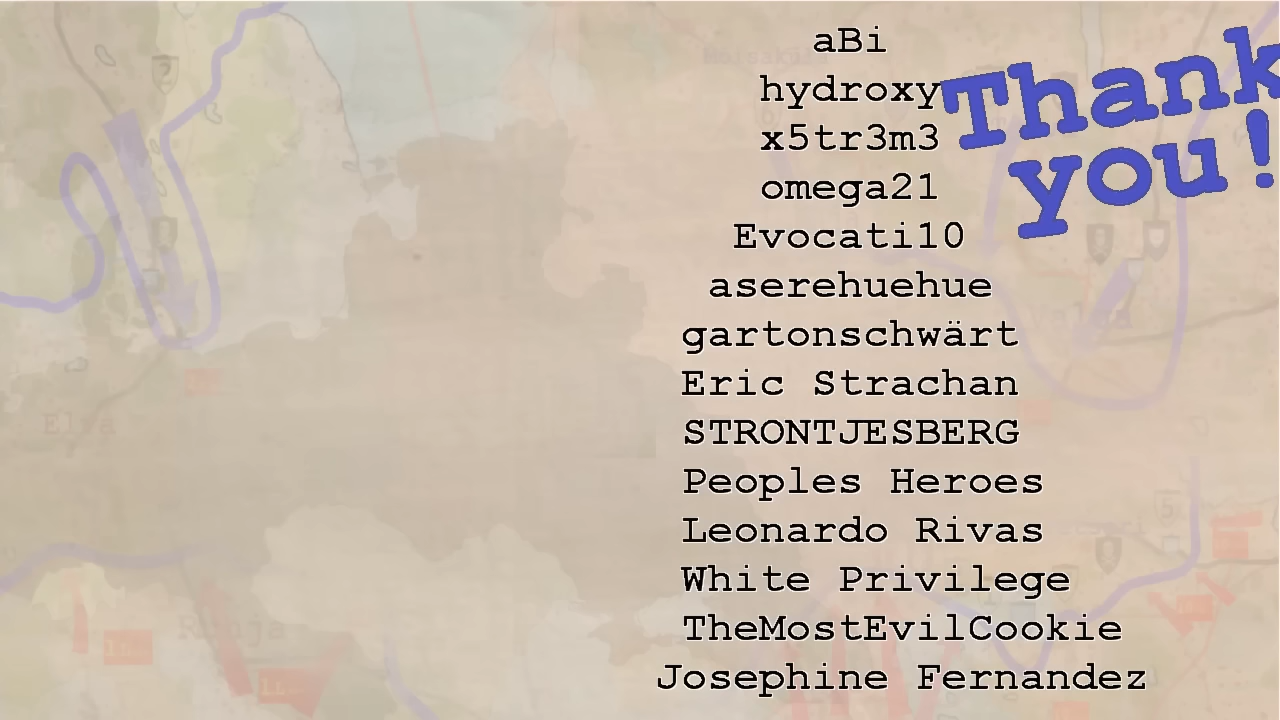 aBi
hydroxy
x5tr3m3
omega21
Evocati10
aserehuehue
gartonschwärt
Eric Strachan
STRONTJESBERG
Peoples Heroes
Leonardo Rivas
White Privilege
TheMostEvilCookie
Josephine Fernandez
Thank
you!
Elva